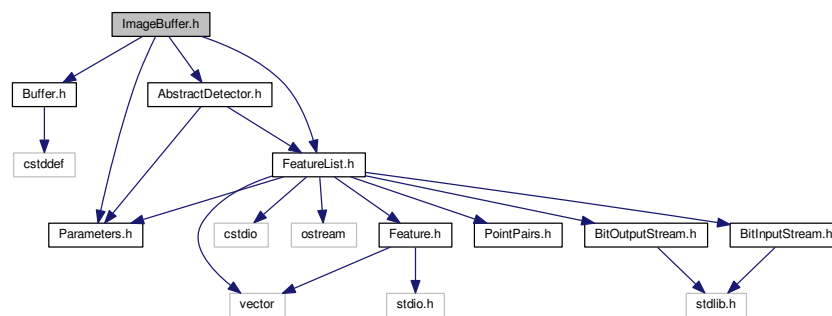 ImageBuffer.h
Buffer.h
AbstractDetector.h
cstddef
FeatureList.h
Parameters.h
cstdio
ostream
Feature.h
PointPairs.h
BitOutputStream.h
BitInputStream.h
vector
stdio.h
stdlib.h